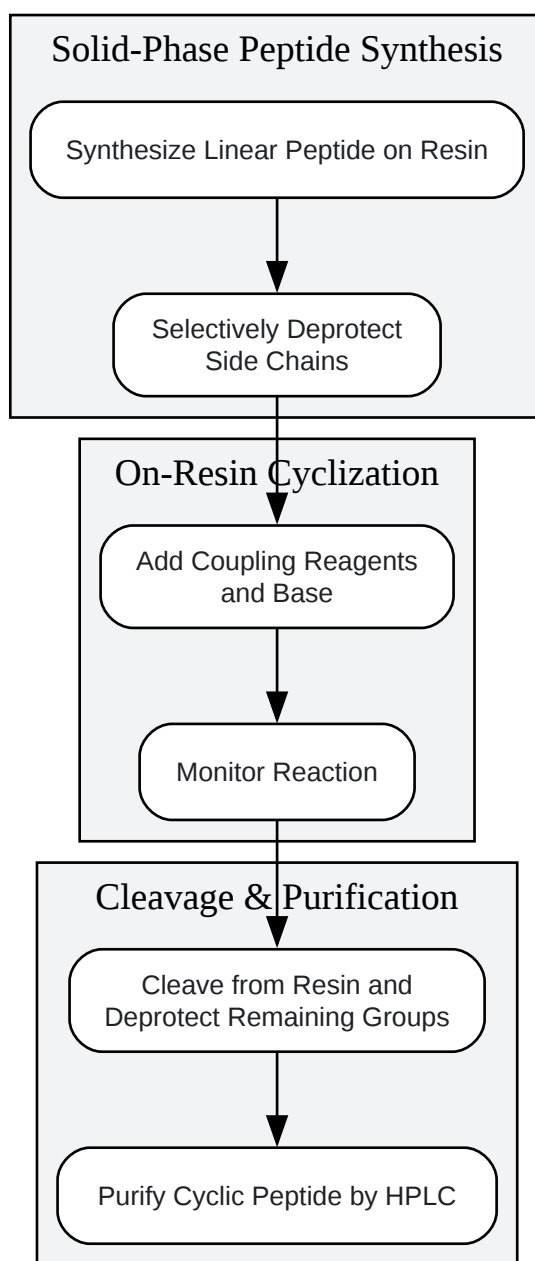 Solid-Phase Peptide Synthesis
Synthesize Linear Peptide on Resin
Selectively Deprotect
Side Chains
On-Resin Cyclization
Add Coupling Reagents
and Base
Monitor Reaction
Cleavage & Purification
Cleave from Resin and
Deprotect Remaining Groups
Purify Cyclic Peptide by HPLC